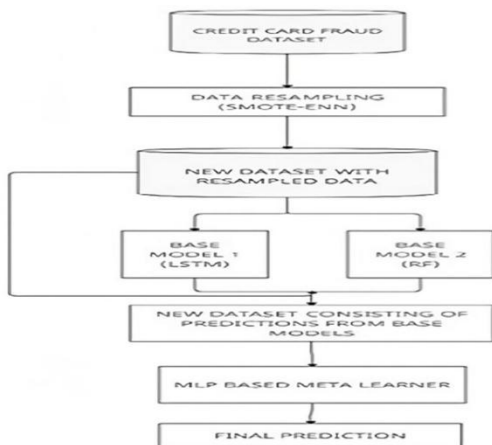 CREDIT CARD FRAUD
DATASET
DATA RESAMPLING
(SMOTE-ENN)
NEW DATASET WITH
RESAMPLED DATA
BASE
MODEL 1
(LSTM)
BASE
MODEL 2
(RF)
NEW DATASET CONSISTING OF
PREDICTIONS FROM BASE
MODELS
MLP BASED META LEARNER
FINAL PREDICTION